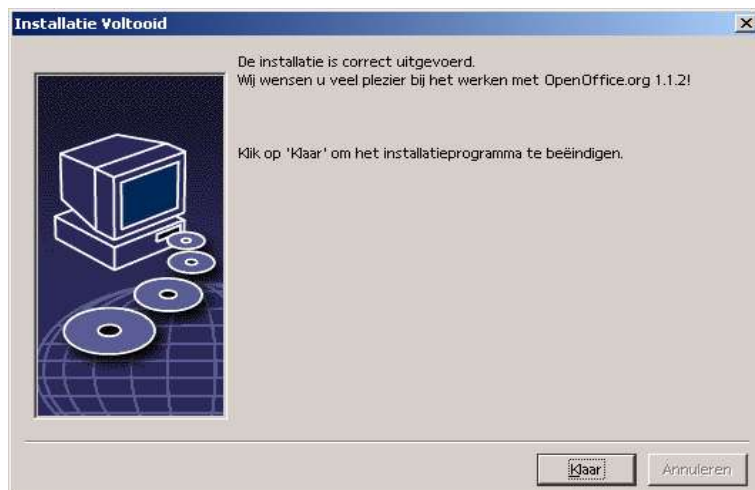 Installatie Voltooid
De installatie is correct uitgevoerd.
Wij wensen u veel plezier bij het werken met OpenOffice.org 1.1.2!
Klik op 'Klaar' om het installatieprogramma te beëindigen.
Klaar
Annuleren